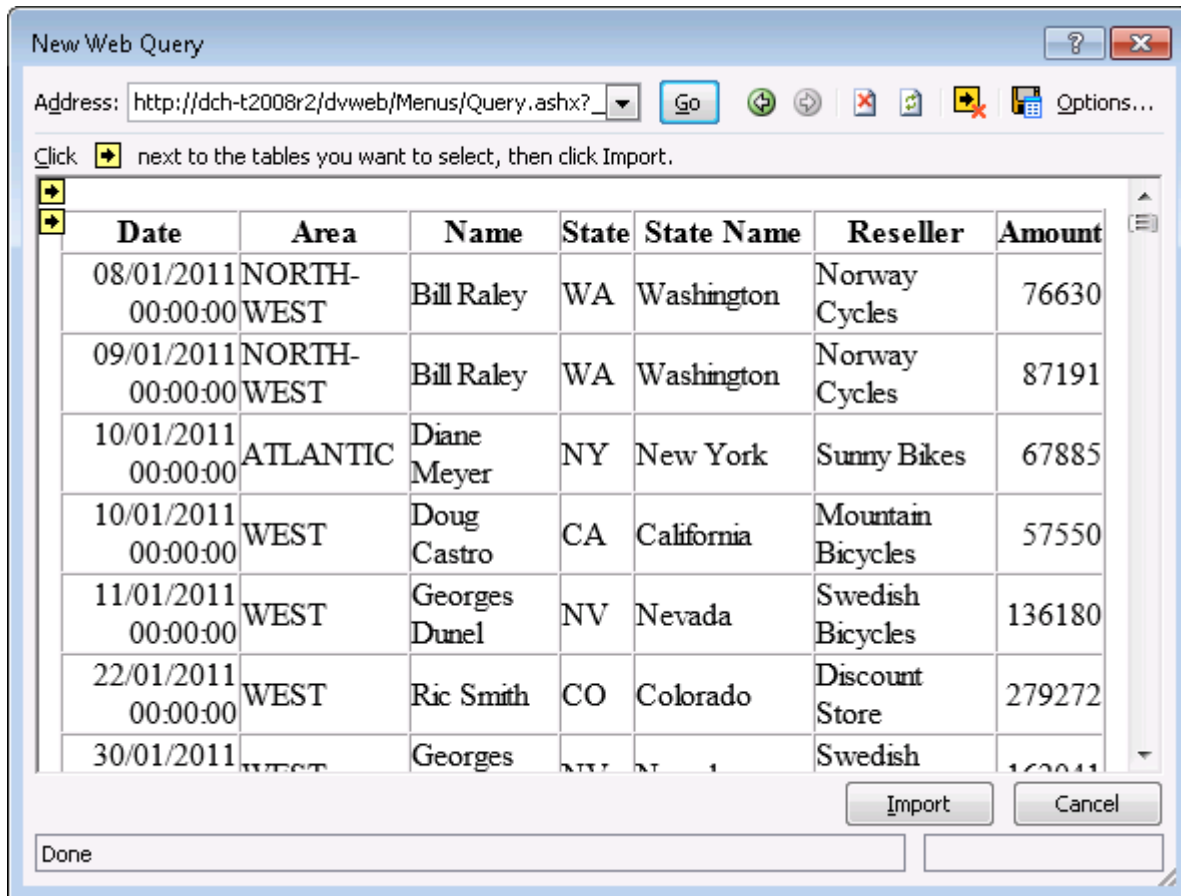 New Web Query
Address: http://dch-t2008r2/dvweb/Menus/Query.ashx?_ Go Options...
Click next to the tables you want to select, then click Import.
Date Area Name State State Name Reseller Amount
08/01/2011 00:00:00 NORTH-WEST Bill Raley WA Washington Norway Cycles 76630
09/01/2011 00:00:00 NORTH-WEST Bill Raley WA Washington Norway Cycles 87191
10/01/2011 00:00:00 ATLANTIC Diane Meyer NY New York Sunny Bikes 67885
10/01/2011 00:00:00 WEST Doug Castro CA California Mountain Bicycles 57550
11/01/2011 00:00:00 WEST Georges Dunel NV Nevada Swedish Bicycles 136180
22/01/2011 00:00:00 WEST Ric Smith CO Colorado Discount Store 279272
30/01/2011 WEST Georges Swedish
Import Cancel
Done